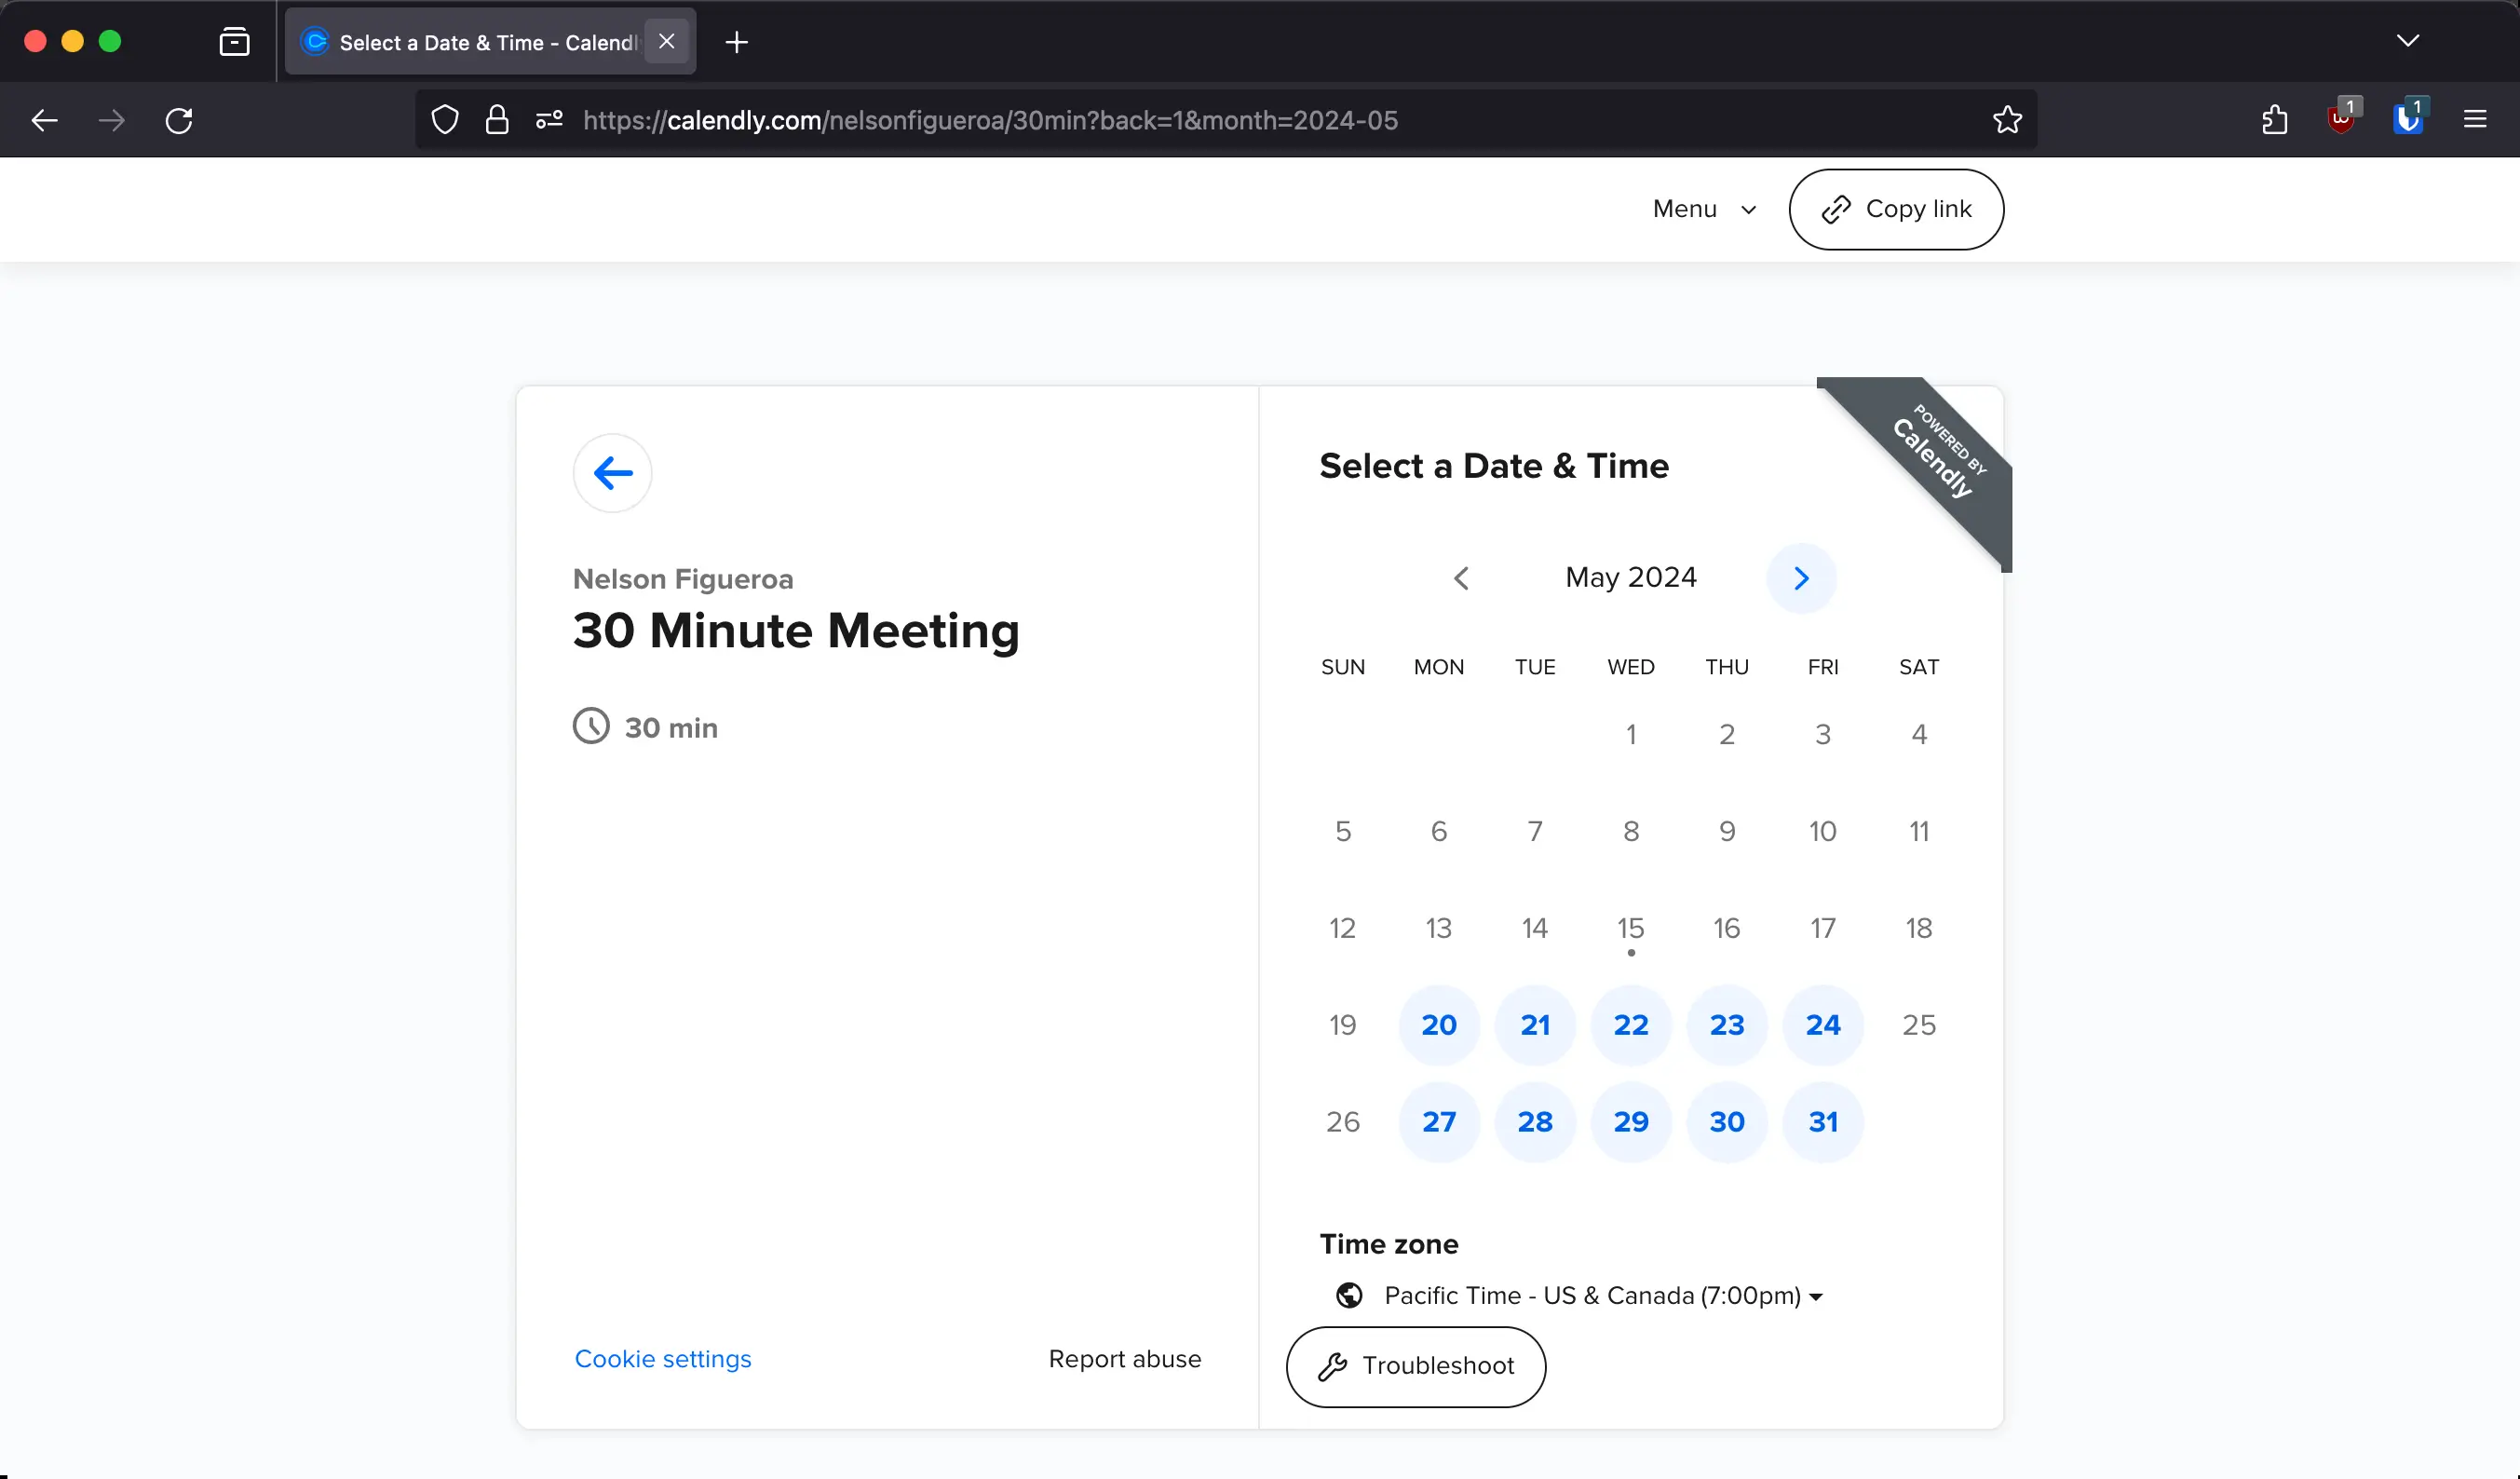 Select a Date & Time - Calendl
https://calendly.com/nelsonfigueroa/30min?back=1&month=2024-05
1
1
Menu
Copy link
POWERED BY
Calendly
Select a Date & Time
Nelson Figueroa
30 Minute Meeting
30 min
May 2024
SUN MON TUE WED THU FRI SAT
1 2 3 4
5 6 7 8 9 10 11
12 13 14 15 16 17 18
19 20 21 22 23 24 25
26 27 28 29 30 31
Time zone
Pacific Time - US & Canada (7:00pm)
Troubleshoot
Cookie settings
Report abuse